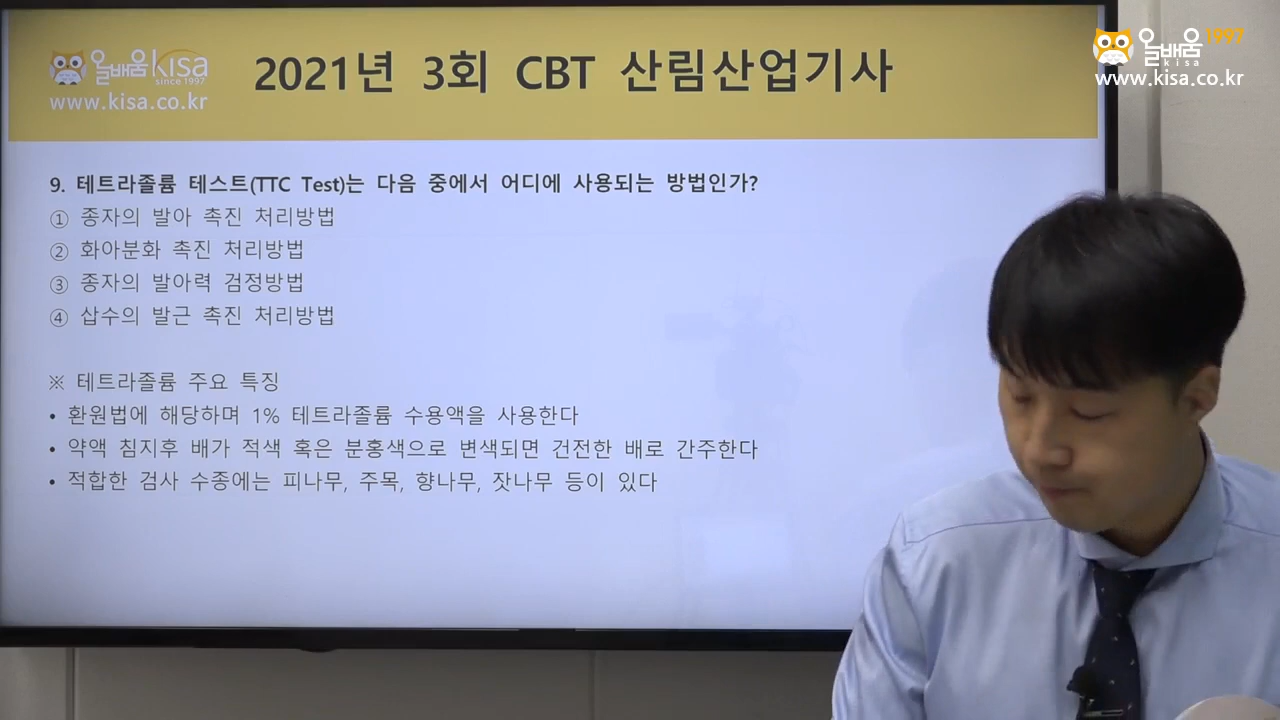 올배움 kisa
since 1997
www.kisa.co.kr
2021년 3회 CBT 산림산업기사
올배움 1997
kisa
www.kisa.co.kr
9. 테트라졸륨 테스트(TTC Test)는 다음 중에서 어디에 사용되는 방법인가?
① 종자의 발아 촉진 처리방법
② 화아분화 촉진 처리방법
③ 종자의 발아력 검정방법
④ 삽수의 발근 촉진 처리방법
※ 테트라졸륨 주요 특징
• 환원법에 해당하며 1% 테트라졸륨 수용액을 사용한다
• 약액 침지후 배가 적색 혹은 분홍색으로 변색되면 건전한 배로 간주한다
• 적합한 검사 수종에는 피나무, 주목, 향나무, 잣나무 등이 있다